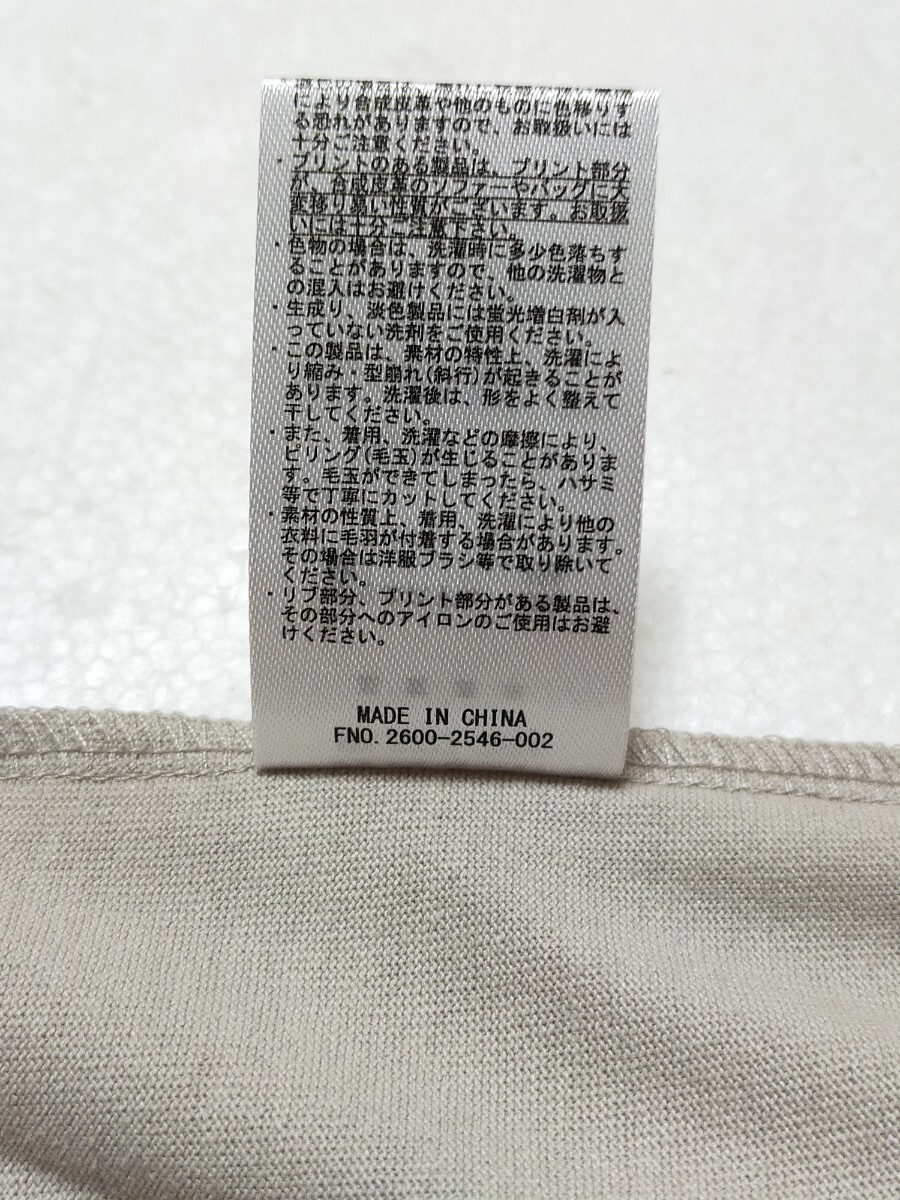 により合成皮革や他のものに色移りす
る恐れがありますので、お取扱いには
十分ご注意ください。
・プリントのある製品は、プリント部分
が、合成皮革のソファーやバッグに大
変移り易い性質がございます。お取扱
いには十分ご注意下さい。
・色物の場合は、洗濯時に多少色落ちす
ることがありますので、他の洗濯物と
の混入はお避けください。
・生成り、淡色製品には蛍光増白剤が入
っていない洗剤をご使用ください。
・この製品は、素材の特性上、洗濯によ
り縮み・型崩れ(斜行)が起きることが
あります。洗濯後は、形をよく整えて
干してください。
・また、着用、洗濯などの摩擦により、
ピリング(毛玉)が生じることがありま
す。毛玉ができてしまったら、ハサミ
等で丁寧にカットしてください。
・素材の性質上、着用、洗濯により他の
衣料に毛羽が付着する場合があります。
その場合は洋服ブラシ等で取り除いて
ください。
・リブ部分、プリント部分がある製品は、
その部分へのアイロンのご使用はお避
けください。
MADE IN CHINA
FNO. 2600-2546-002